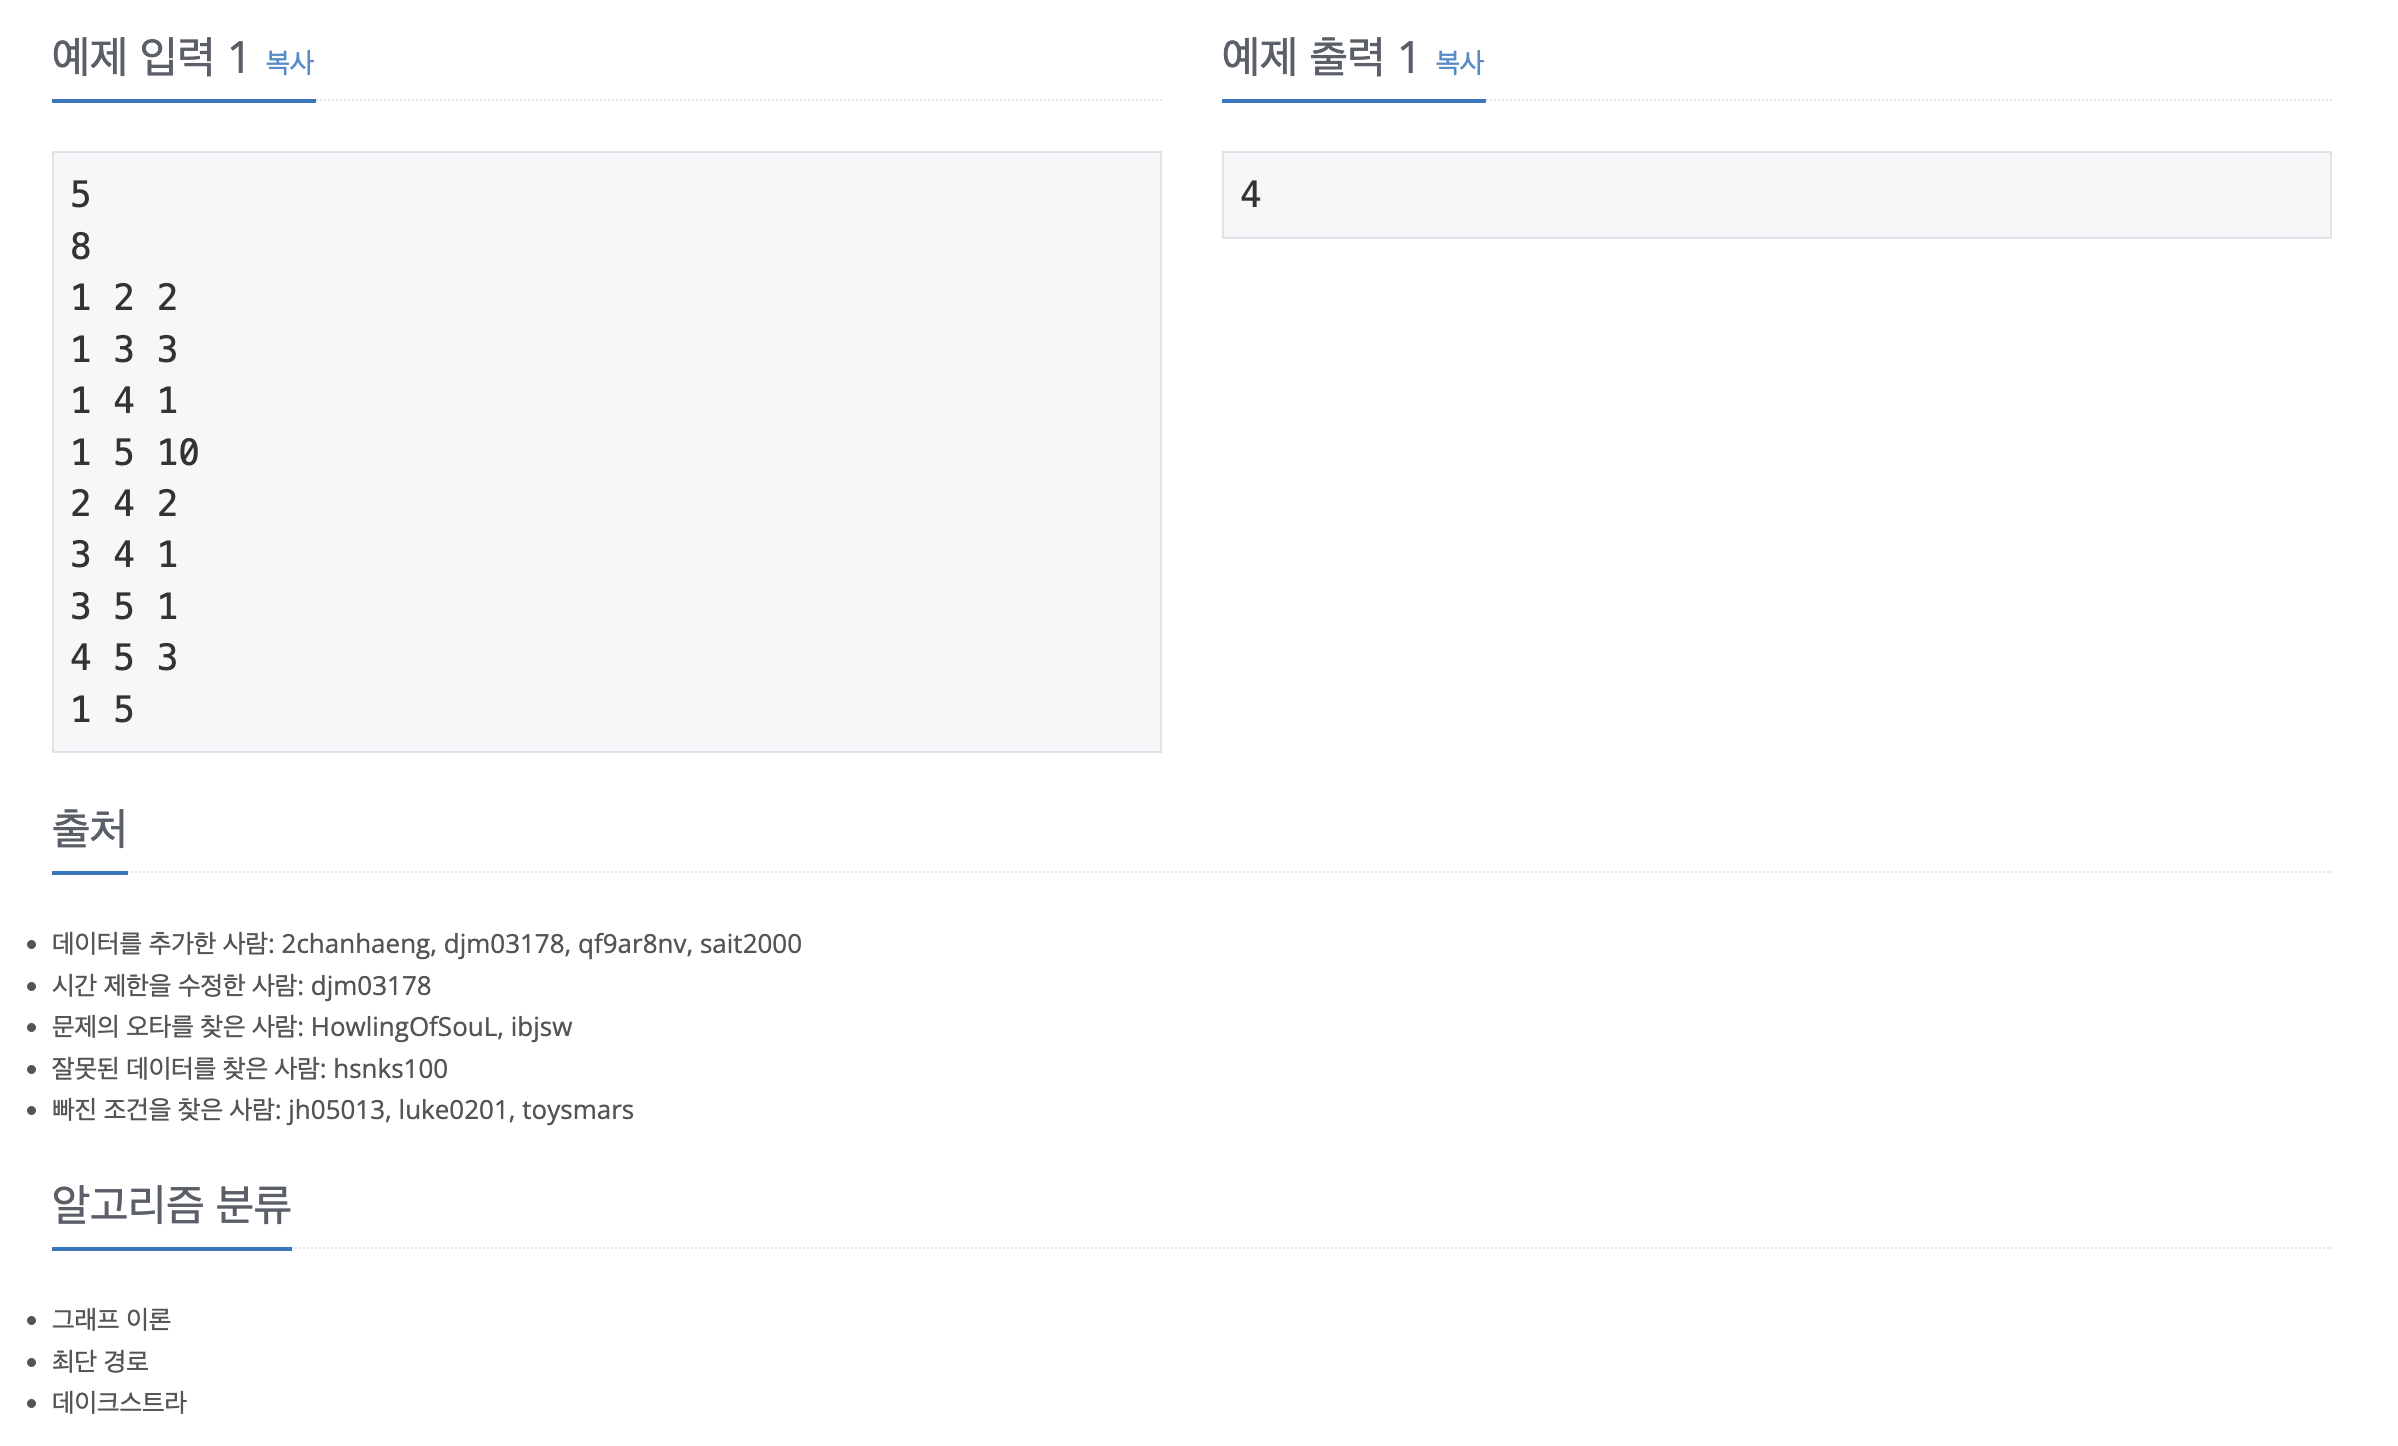 예제 입력 1 복사
5
8
1 2 2
1 3 3
1 4 1
1 5 10
2 4 2
3 4 1
3 5 1
4 5 3
1 5
예제 출력 1 복사
4
출처
데이터를 추가한 사람: 2chanhaeng, djm03178, qf9ar8nv, sait2000
시간 제한을 수정한 사람: djm03178
문제의 오타를 찾은 사람: HowlingOfSouL, ibjsw
잘못된 데이터를 찾은 사람: hsnks100
빠진 조건을 찾은 사람: jh05013, luke0201, toysmars
알고리즘 분류
그래프 이론
최단 경로
데이크스트라